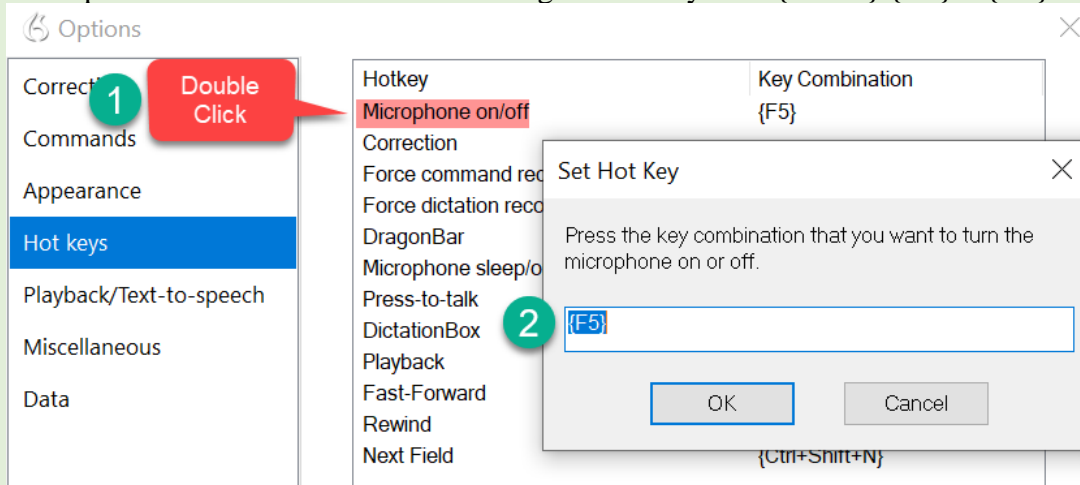 Options
Correcti
1
Double
Click
Commands
Appearance
Hot keys
Playback/Text-to-speech
Miscellaneous
Data
Hotkey Key Combination
Microphone on/off {F5}
Correction
Force command rec
Force dictation reco
DragonBar
Microphone sleep/o
Press-to-talk
DictationBox
Playback
Fast-Forward
Rewind
Next Field {Ctrl+Shift+N}
Set Hot Key
Press the key combination that you want to turn the
microphone on or off.
2
{F5}
OK Cancel